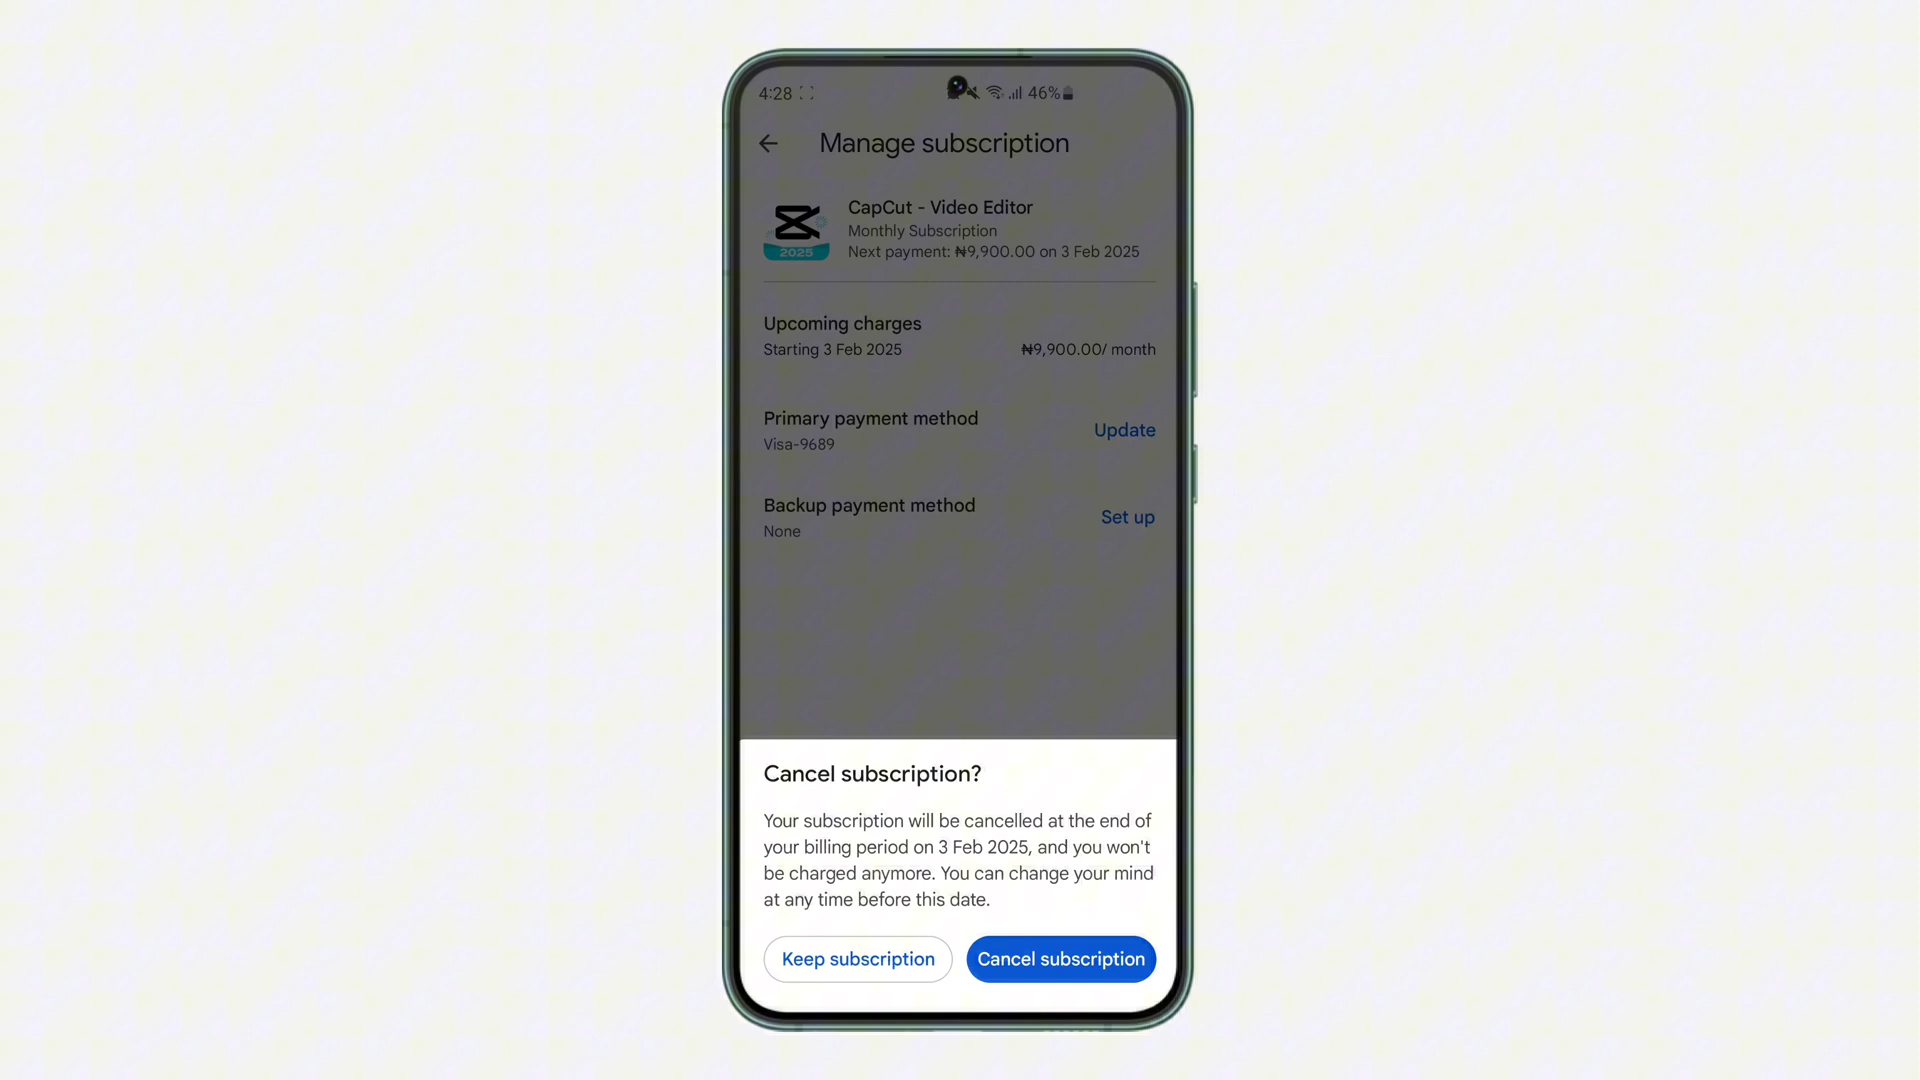 4:28
46%
Manage subscription
CapCut - Video Editor
Monthly Subscription
Next payment: ₦9,900.00 on 3 Feb 2025
2025
Upcoming charges
Starting 3 Feb 2025
₦9,900.00/ month
Primary payment method
Visa-9689
Update
Backup payment method
None
Set up
Cancel subscription?
Your subscription will be cancelled at the end of
your billing period on 3 Feb 2025, and you won't
be charged anymore. You can change your mind
at any time before this date.
Keep subscription
Cancel subscription